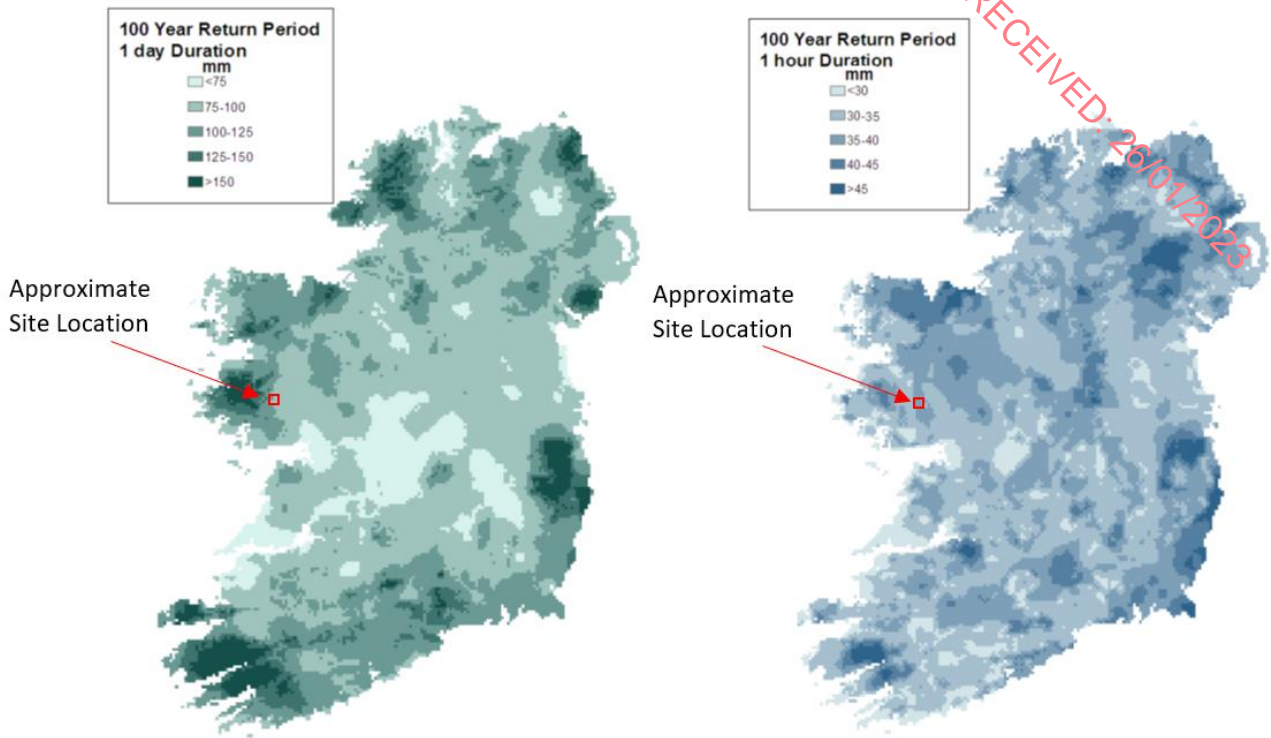 100 Year Return Period
1 day Duration
mm
<75
75-100
100-125
125-150
>150
Approximate
Site Location
100 Year Return Period
1 hour Duration
mm
<30
30-35
35-40
40-45
>45
Approximate
Site Location
RECEIVED: 26/01/2023